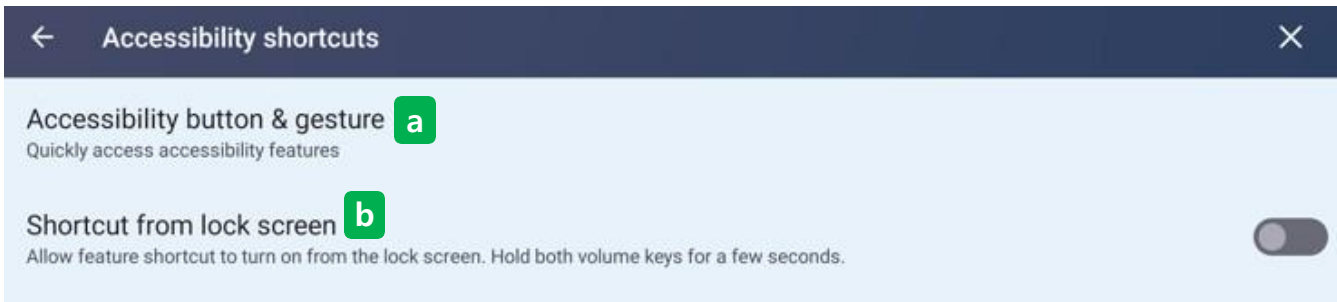 Accessibility shortcuts
Accessibility button & gesture a
Quickly access accessibility features
Shortcut from lock screen b
Allow feature shortcut to turn on from the lock screen. Hold both volume keys for a few seconds.